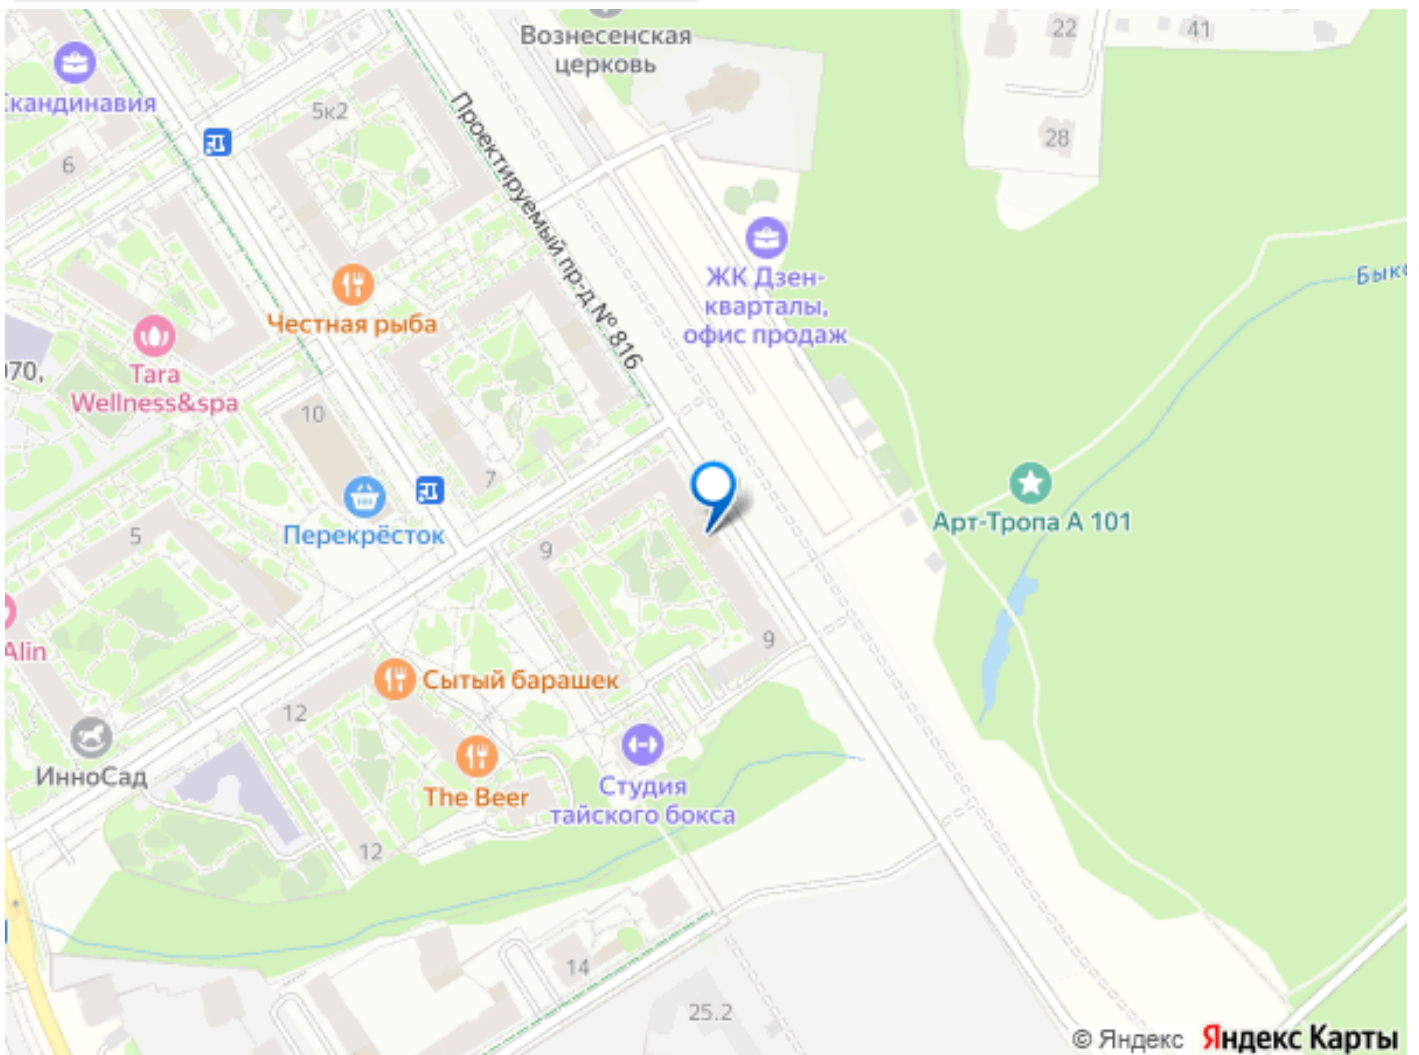 Вознесенская
церковь
22
41
кандинавия
5к2
28
6
Проектируемый пр-д № 816
ЖК Дзен-
кварталы,
офис продаж
Честная рыба
Tara
Wellness&spa
070,
10
7
Перекрёсток
5
9
Арт-Тропа А 101
9
Alin
Сытый барашек
12
ИнноСад
The Beer
Студия
тайского бокса
12
14
25.2
© Яндекс Яндекс Карты